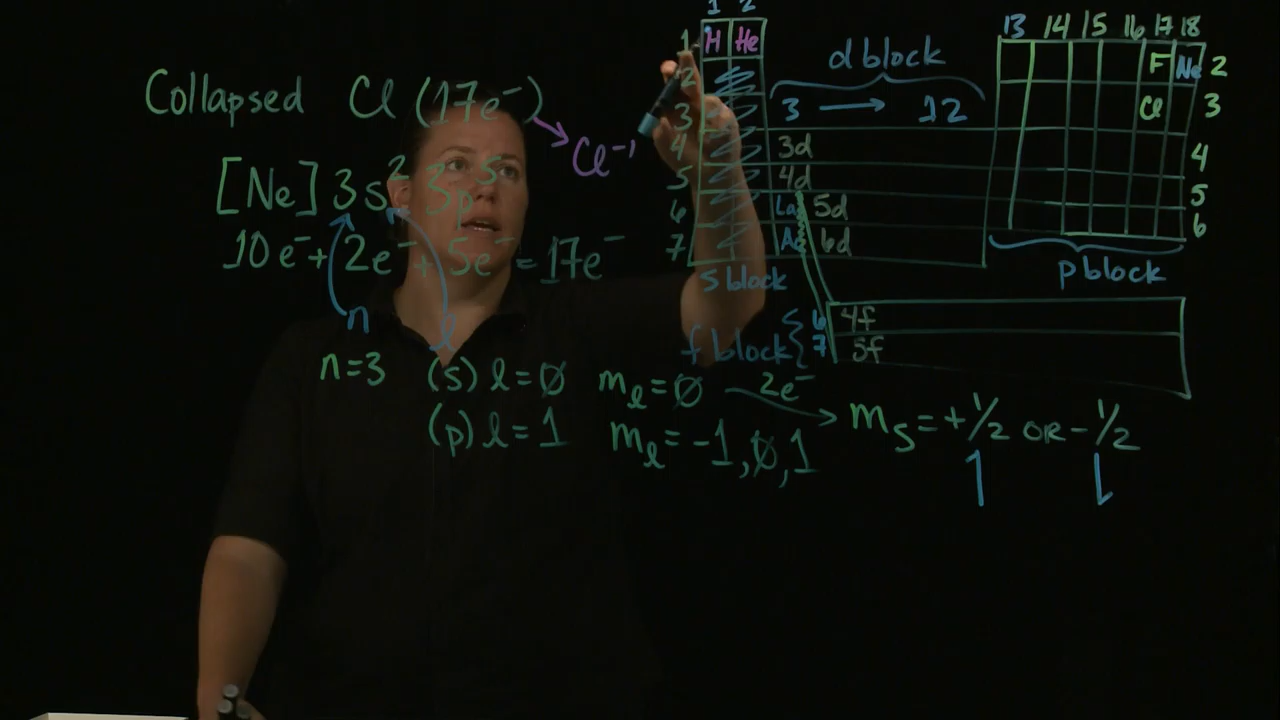 Collapsed Cl (17e⁻)
Cl⁻¹
[Ne] 3s² 3p⁵
10e⁻ + 2e⁻ + 5e⁻ = 17e⁻
n l
n=3 (s) l=0 mₗ=0 2e⁻
(p) l=1 mₗ=-1,0,1
mₛ=+1/2 OR -1/2
1 2
1 H He
2
3
4
5
6
7
s block
d block
3 → 12
3d
4d
La 5d
Ac 6d
13 14 15 16 17 18
F Ne 2
Cl 3
4
5
6
p block
f block { 6 4f
7 5f